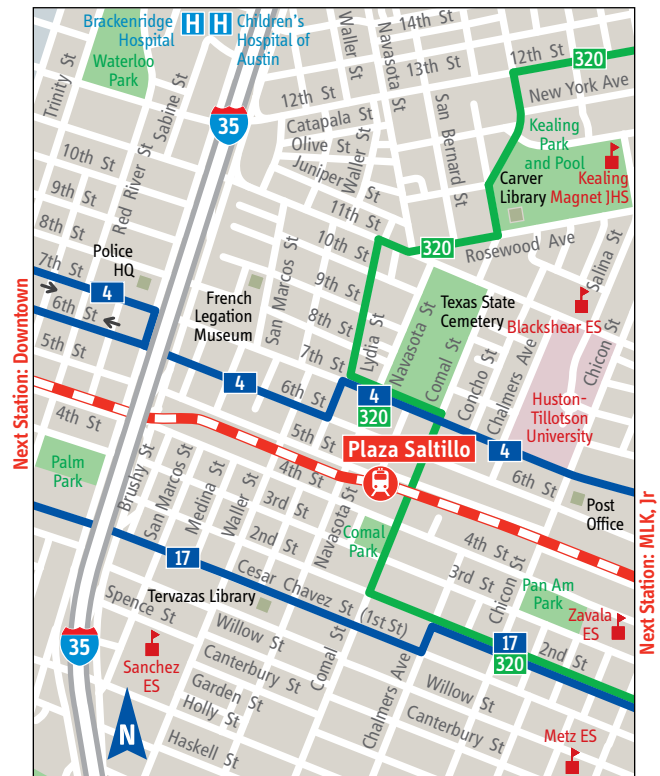 Brackenridge
Hospital
H H
Children's
Hospital of
Austin
Waterloo
Park
Trinity St
Sabine St
Red River St
35
Waller St
Navasota St
14th St
13th St
12th St
320
New York Ave
12th St
Catapala St
Olive St
Juniper St
Waller St
San Bernard St
Kealing
Park
and Pool
Carver
Library
Kealing
Magnet JHS
10th St
9th St
8th St
7th St
6th St
5th St
4
Police
HQ
French
Legation
Museum
San Marcos St
11th St
10th St
9th St
8th St
7th St
6th St
5th St
320
Rosewood Ave
Salina St
Lydia St
Navasota St
Comal St
Texas State
Cemetery
Blackshear ES
Concho St
Chalmers Ave
Chicon St
Huston-
Tillotson
University
4
4
320
4
6th St
Post
Office
Next Station: Downtown
Plaza Saltillo
Next Station: MLK, Jr
4th St
Palm
Park
Brushy St
San Marcos St
Medina St
Waller St
4th St
3rd St
2nd St
Navasota St
Comal
Park
4th St
3rd St
Chicon St
Pan Am
Park
Zavala
ES
17
Cesar Chavez St (1st St)
Tervazas Library
17
320
2nd St
Spence St
35
Sanchez
ES
Willow St
Canterbury St
Garden St
Holly St
Haskell St
Comal St
Chalmers Ave
Willow St
Canterbury St
Metz ES
N